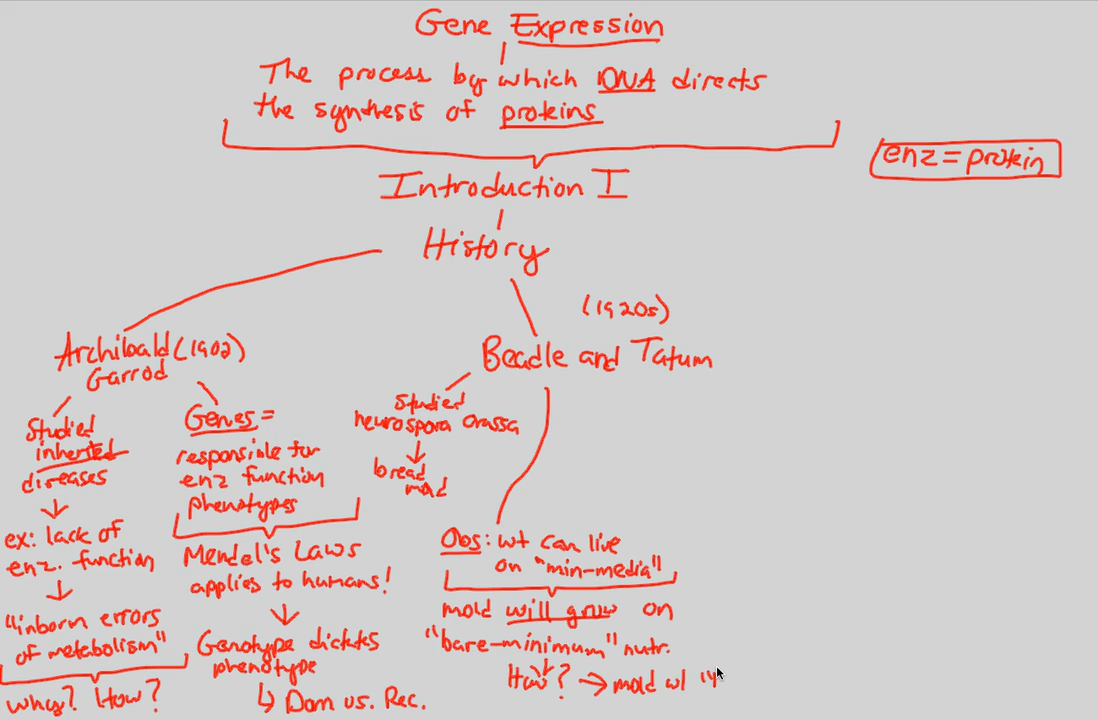 Gene Expression
The process by which DNA directs
the synthesis of proteins
enz = protein
Introduction I
History
Archibald (1902)
Garrod
Studied
inherited
diseases
ex: lack of
enz. function
"inborn errors
of metabolism"
why? How?
Genes =
responsible for
enz function
phenotypes
Mendel's Laws
applies to humans!
Genotype dictates
phenotype
↳ Dom vs. Rec.
(1920s)
Beadle and Tatum
Studied
neurospora crassa
bread
mold
Obs: wt can live
on "min-media"
mold will grow on
"bare-minimum" nutr.
How? → mold w/